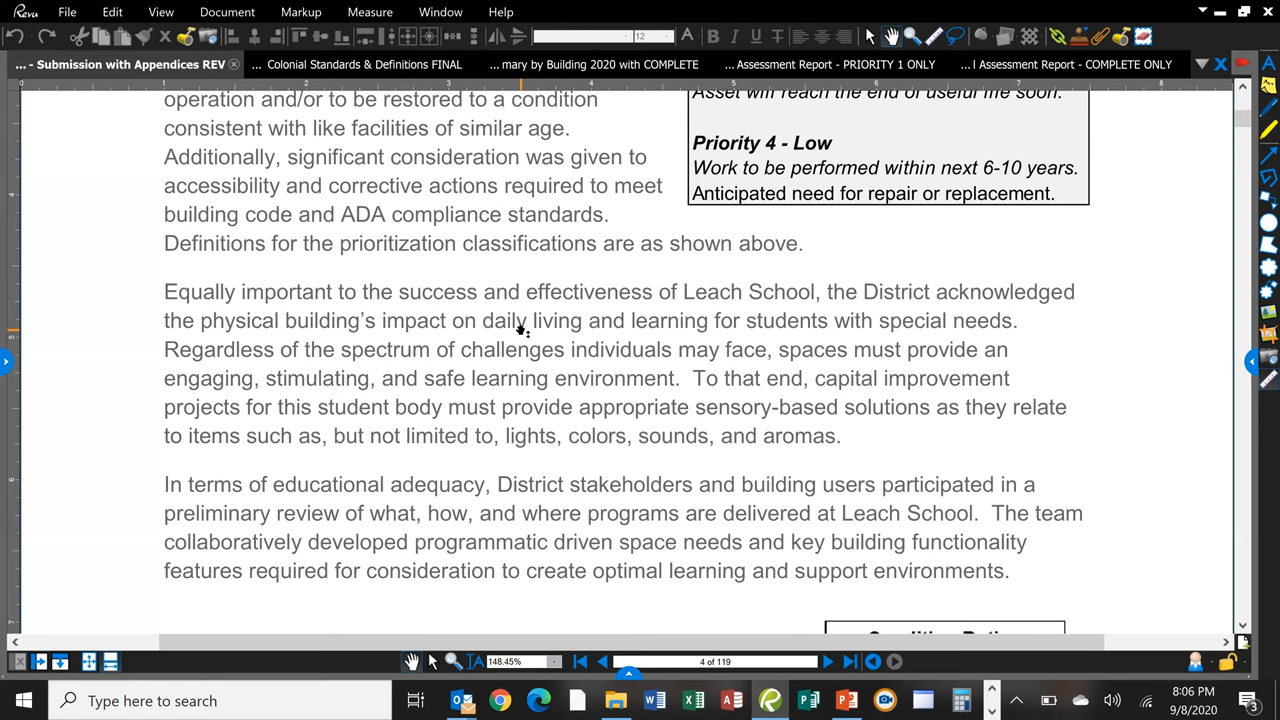 Revu File Edit View Document Markup Measure Window Help
12
... - Submission with Appendices REV Colonial Standards & Definitions FINAL ...mary by Building 2020 with COMPLETE ... Assessment Report - PRIORITY 1 ONLY ...l Assessment Report - COMPLETE ONLY
1 3 4 5 6 7 8
operation and/or to be restored to a condition
consistent with like facilities of similar age.
Additionally, significant consideration was given to
accessibility and corrective actions required to meet
building code and ADA compliance standards.
Definitions for the prioritization classifications are as shown above.
Asset will reach the end of useful life soon.
Priority 4 - Low
Work to be performed within next 6-10 years.
Anticipated need for repair or replacement.
Equally important to the success and effectiveness of Leach School, the District acknowledged
the physical building's impact on daily living and learning for students with special needs.
Regardless of the spectrum of challenges individuals may face, spaces must provide an
engaging, stimulating, and safe learning environment.  To that end, capital improvement
projects for this student body must provide appropriate sensory-based solutions as they relate
to items such as, but not limited to, lights, colors, sounds, and aromas.
In terms of educational adequacy, District stakeholders and building users participated in a
preliminary review of what, how, and where programs are delivered at Leach School.  The team
collaboratively developed programmatic driven space needs and key building functionality
features required for consideration to create optimal learning and support environments.
148.45% 4 of 119
Type here to search
8:06 PM
9/8/2020
3